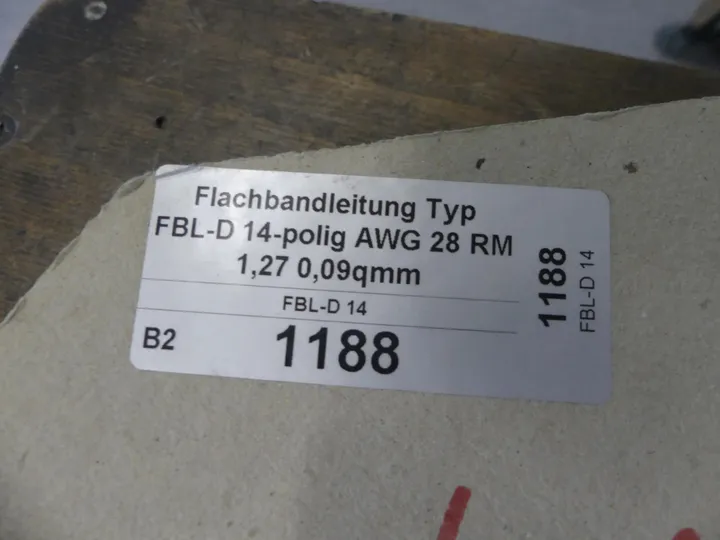 Flachbandleitung Typ
FBL-D 14-polig AWG 28 RM
1,27 0,09qmm
FBL-D 14
B2
1188
1188
FBL-D 14